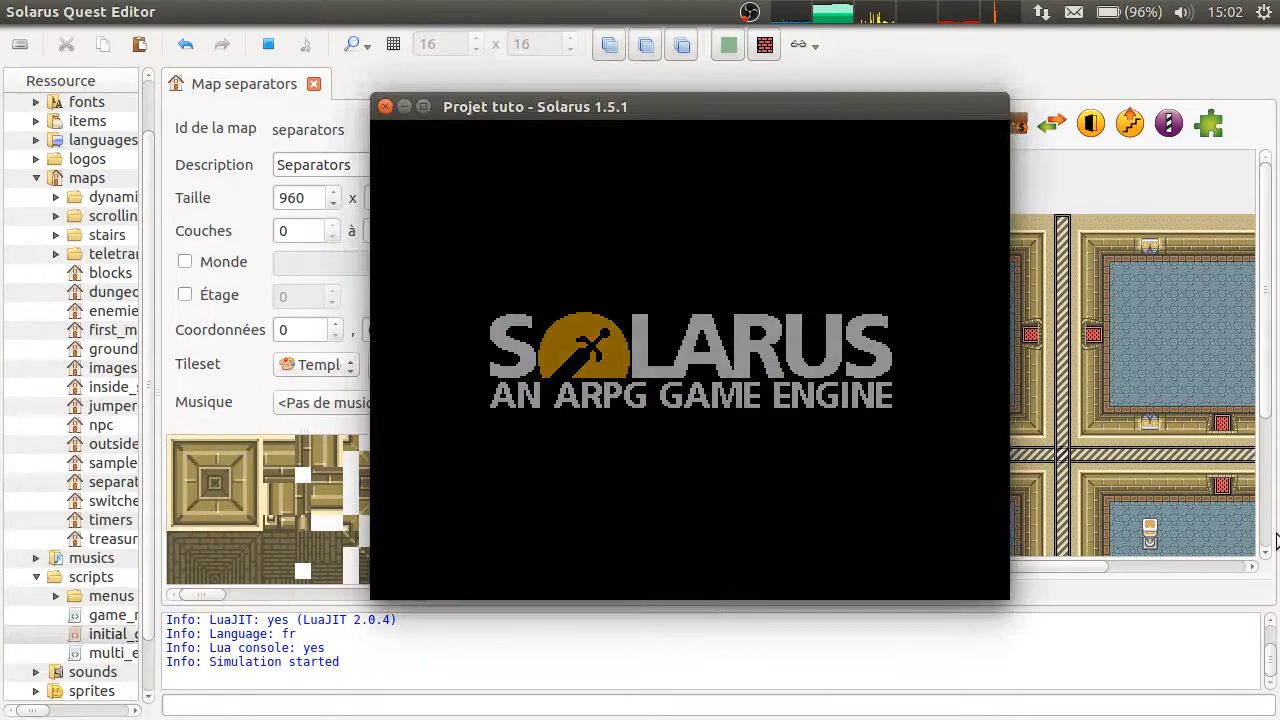 Solarus Quest Editor
(96%)
15:02
16 x 16
Ressource
fonts
items
languages
logos
maps
dynami
scrollin
stairs
teletran
blocks
dunge
enemie
first_m
ground
images
inside_
jumper
npc
outside
sample
separat
switche
timers
treasur
musics
scripts
menus
game_
initial_
multi_e
sounds
sprites
Map separators
Id de la map separators
Description Separators
Taille 960 x
Couches 0 à
Monde
Étage 0
Coordonnées 0 ,
Tileset Templ
Musique <Pas de music
Projet tuto - Solarus 1.5.1
SOLARUS
AN ARPG GAME ENGINE
Info: LuaJIT: yes (LuaJIT 2.0.4)
Info: Language: fr
Info: Lua console: yes
Info: Simulation started